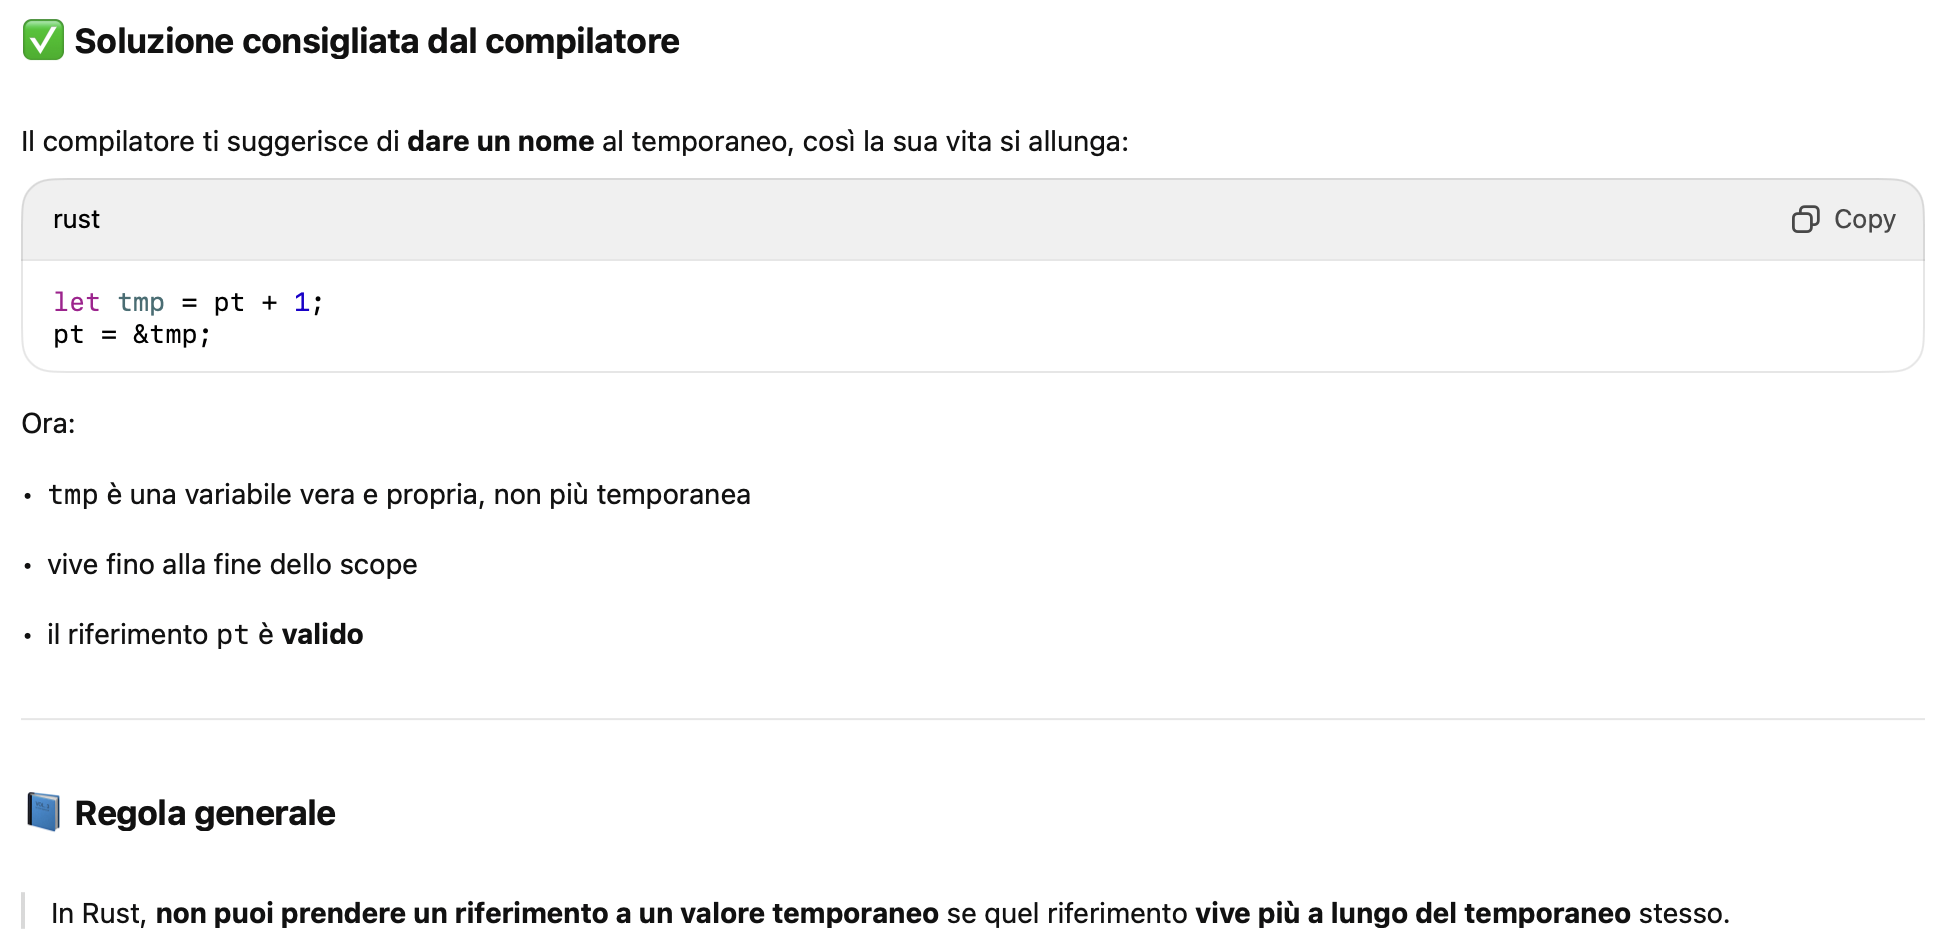 ✅ Soluzione consigliata dal compilatore
Il compilatore ti suggerisce di dare un nome al temporaneo, così la sua vita si allunga:
rust Copy
let tmp = pt + 1;
pt = &tmp;
Ora:
• tmp è una variabile vera e propria, non più temporanea
• vive fino alla fine dello scope
• il riferimento pt è valido
📘 Regola generale
In Rust, non puoi prendere un riferimento a un valore temporaneo se quel riferimento vive più a lungo del temporaneo stesso.